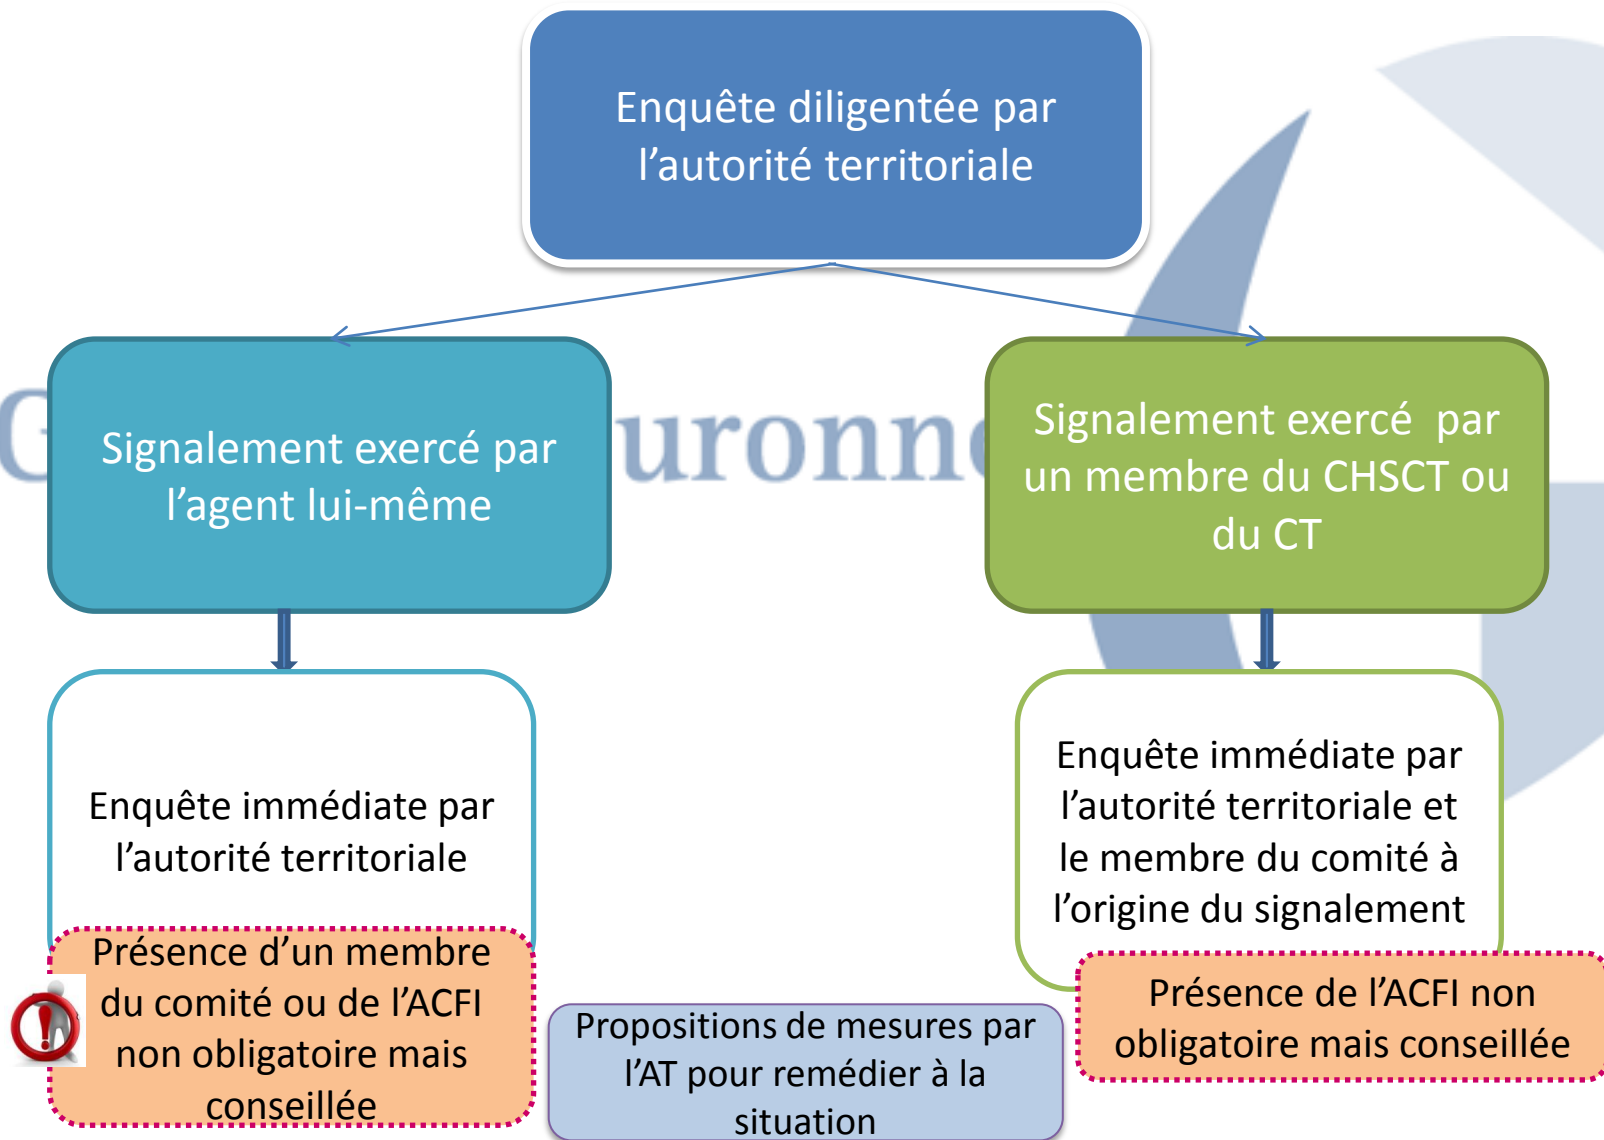 Enquête diligentée par
l’autorité territoriale
Signalement exercé par
l’agent lui-même
Signalement exercé par
un membre du CHSCT ou
du CT
G
uronn
Enquête immédiate par
l’autorité territoriale
Enquête immédiate par
l’autorité territoriale et
le membre du comité à
l’origine du signalement
Présence d’un membre
du comité ou de l’ACFI
non obligatoire mais
conseillée
Présence de l’ACFI non
obligatoire mais conseillée
Propositions de mesures par
l’AT pour remédier à la
situation